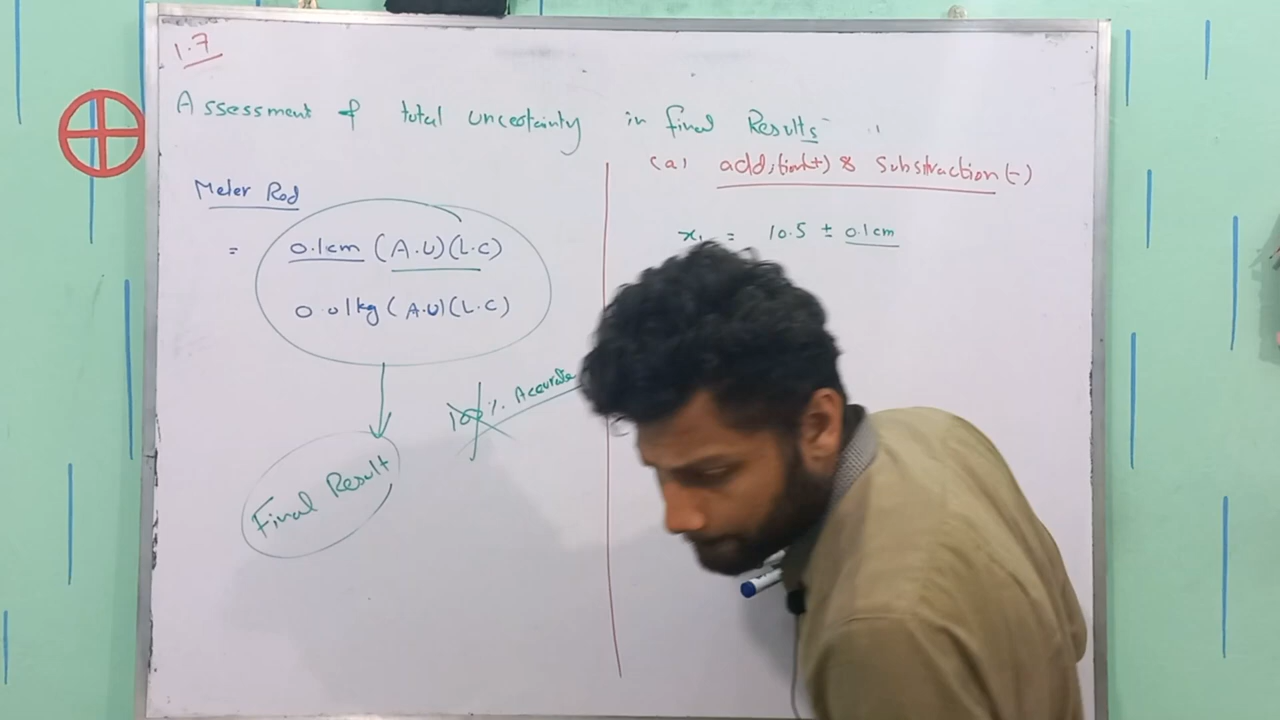 1.7
Assessment of total uncertainty in final Results
Meter Rod
= 0.1cm (A.U)(L.C)
0.01kg (A.U)(L.C)
100 % Accurate
Final Result
(a) addition(+) & Substraction(-)
x₁ = 10.5 ± 0.1cm